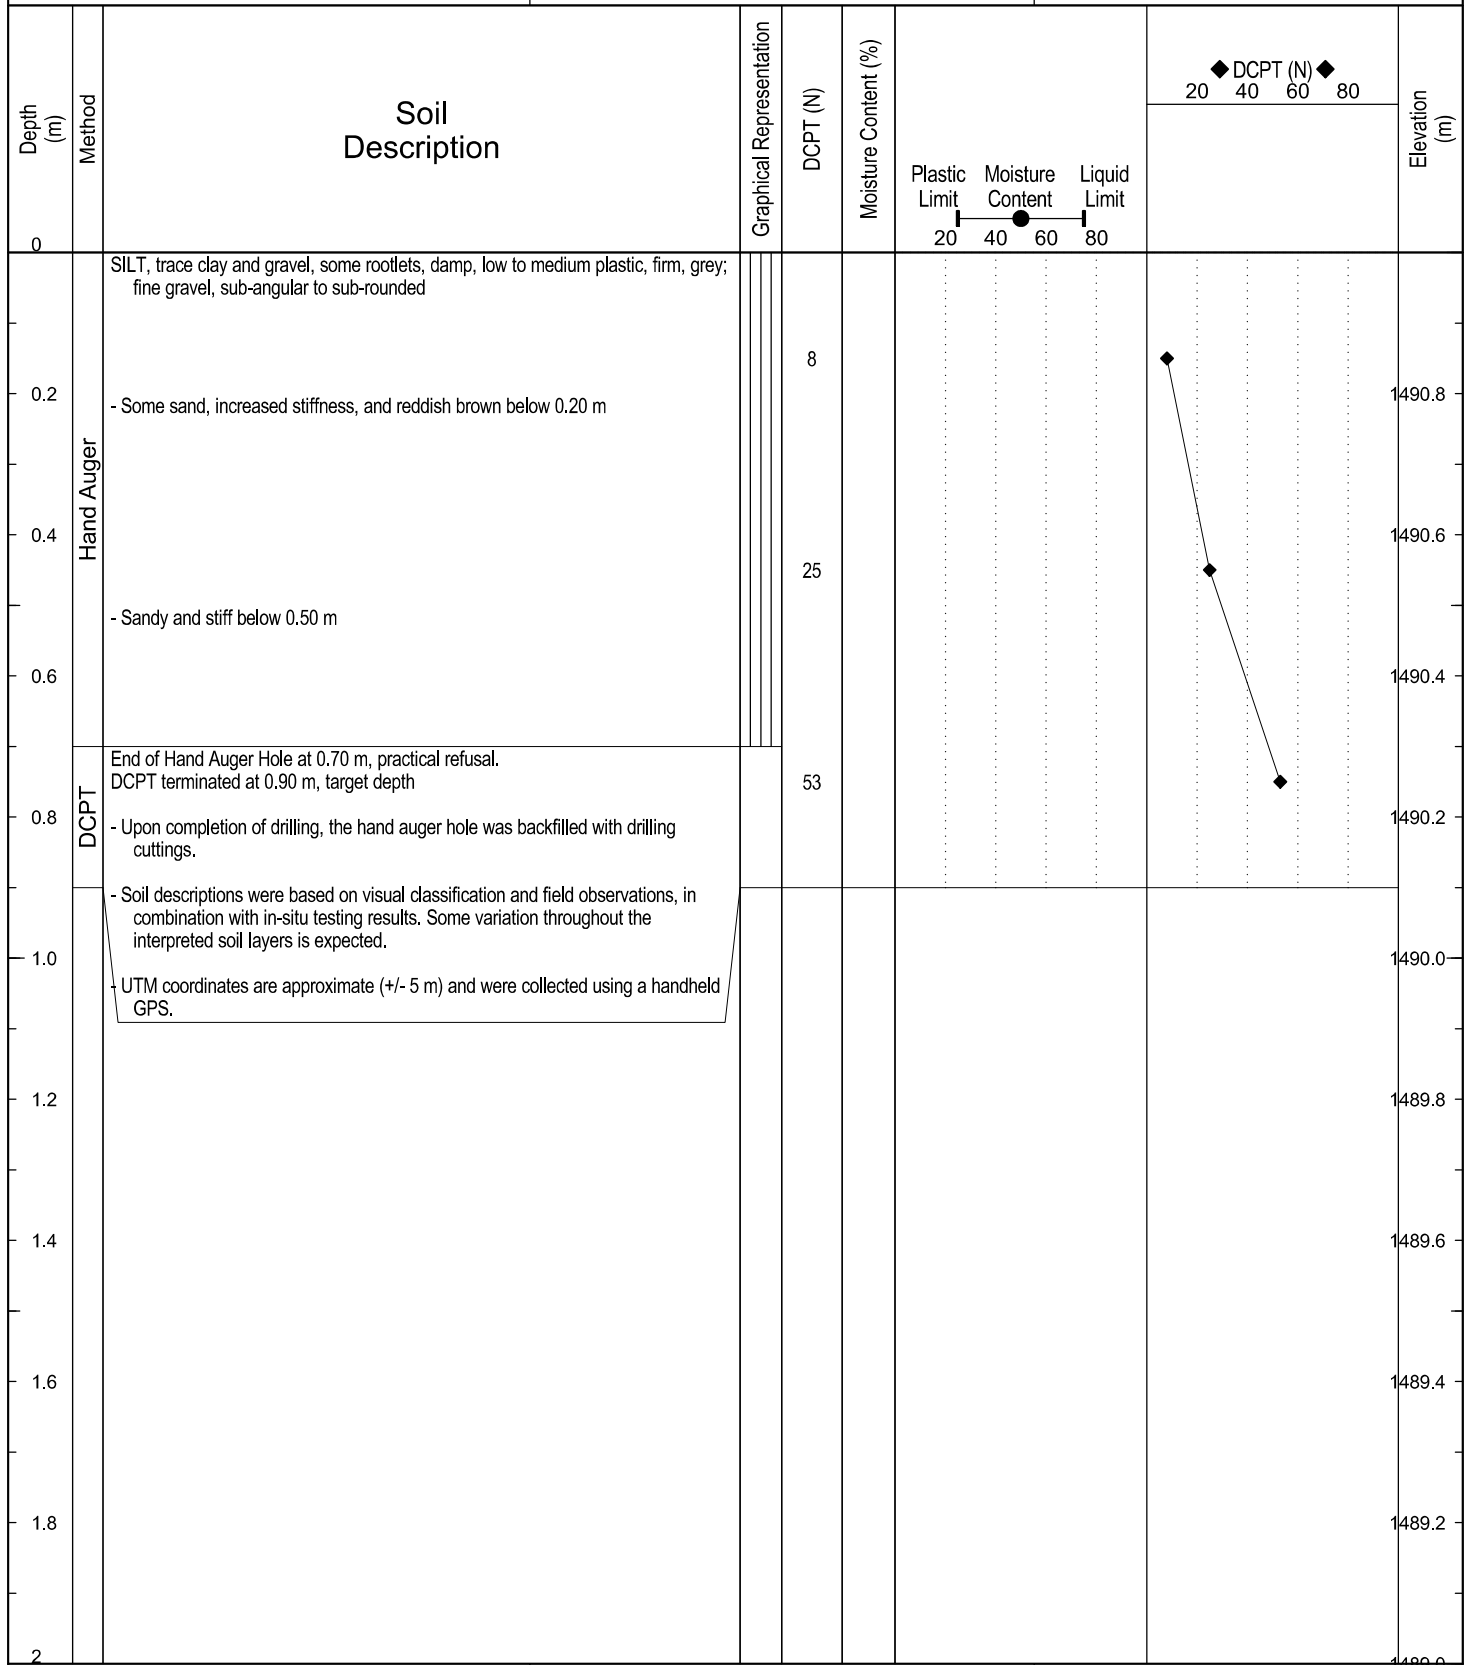 Depth
(m)
Method
Soil
Description
Graphical Representation
DCPT (N)
Moisture Content (%)
Plastic
Limit
Moisture
Content
Liquid
Limit
20 40 60 80
DCPT (N)
20 40 60 80
Elevation
(m)
0
SILT, trace clay and gravel, some rootlets, damp, low to medium plastic, firm, grey;
fine gravel, sub-angular to sub-rounded
8
0.2
- Some sand, increased stiffness, and reddish brown below 0.20 m
1490.8
Hand Auger
0.4
1490.6
25
- Sandy and stiff below 0.50 m
0.6
1490.4
End of Hand Auger Hole at 0.70 m, practical refusal.
DCPT terminated at 0.90 m, target depth
53
DCPT
0.8
1490.2
- Upon completion of drilling, the hand auger hole was backfilled with drilling
cuttings.
- Soil descriptions were based on visual classification and field observations, in
combination with in-situ testing results. Some variation throughout the
interpreted soil layers is expected.
1.0
1490.0
- UTM coordinates are approximate (+/- 5 m) and were collected using a handheld
GPS.
1.2
1489.8
1.4
1489.6
1.6
1489.4
1.8
1489.2
2
1489.0